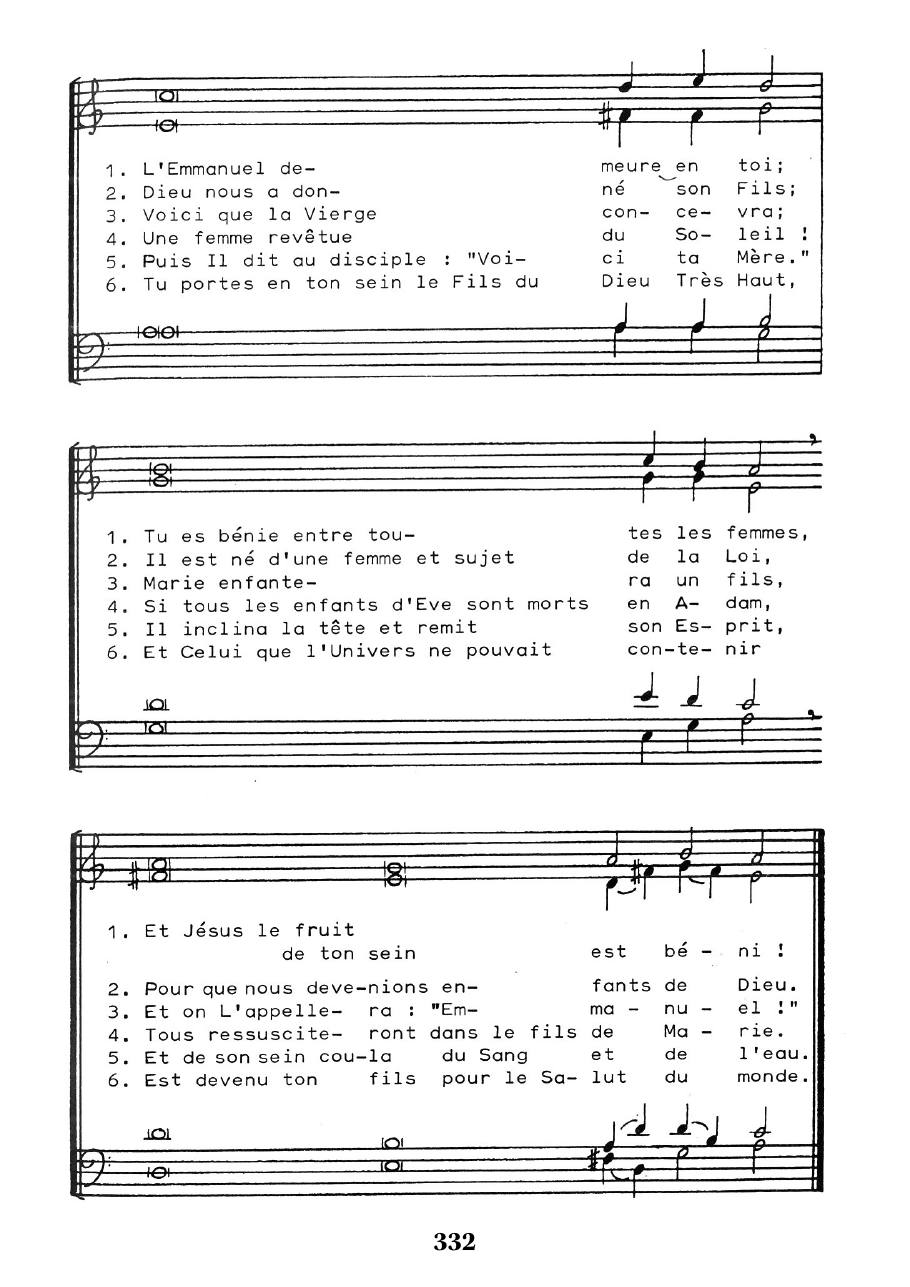 1. L'Emmanuel de- meure en toi;
2. Dieu nous a don- né son Fils;
3. Voici que la Vierge con- ce- vra;
4. Une femme revêtue du So- leil !
5. Puis Il dit au disciple : "Voi- ci ta Mère."
6. Tu portes en ton sein le Fils du Dieu Très Haut,
1. Tu es bénie entre tou- tes les femmes,
2. Il est né d'une femme et sujet de la Loi,
3. Marie enfante- ra un fils,
4. Si tous les enfants d'Eve sont morts en A- dam,
5. Il inclina la tête et remit son Es- prit,
6. Et Celui que l'Univers ne pouvait con-te- nir
1. Et Jésus le fruit
de ton sein est bé - ni !
2. Pour que nous deve-nions en- fants de Dieu.
3. Et on L'appelle- ra : "Em- ma - nu - el !"
4. Tous ressuscite- ront dans le fils de Ma - rie.
5. Et de son sein cou-la du Sang et de l'eau.
6. Est devenu ton fils pour le Sa- lut du monde.
332